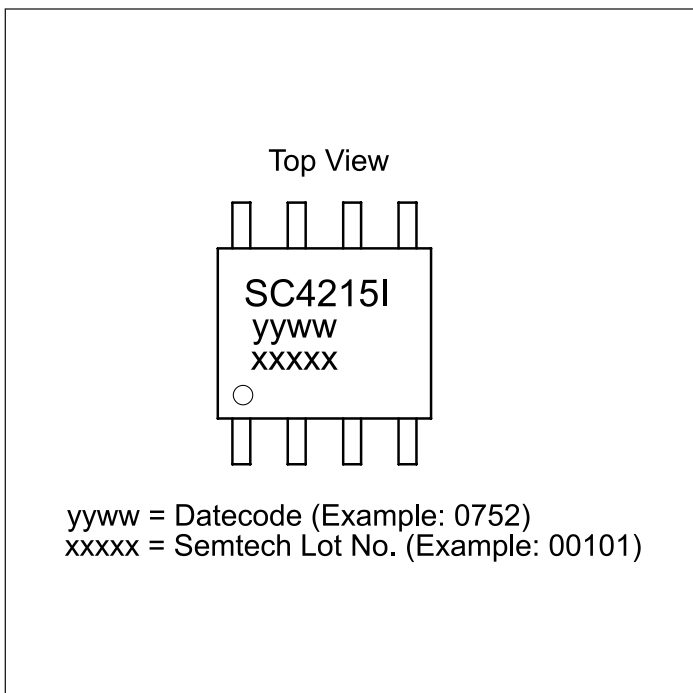 Top View
SC4215I
yyww
xxxxx
yyww = Datecode (Example: 0752)
xxxxx = Semtech Lot No. (Example: 00101)